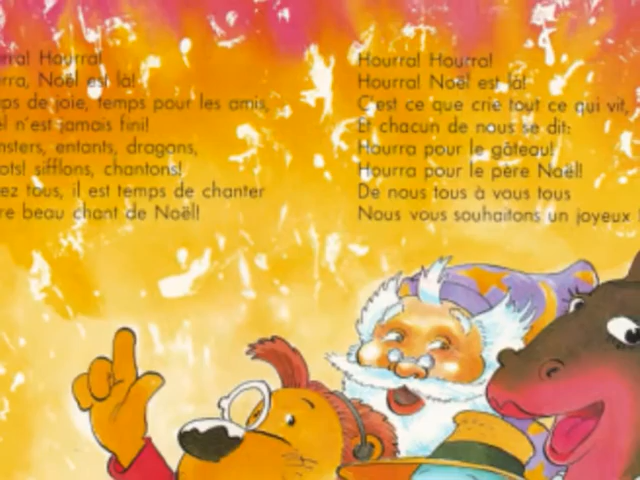 Hourra!
Noël est là!
de joie, temps pour les amis,
n'est jamais fini!
enfants, dragons,
sifflons, chantons!
tous, il est temps de chanter
beau chant de Noël!
Hourra! Hourra!
Hourra! Noël est là!
C'est ce que crie tout ce qui vit,
Et chacun de nous se dit:
Hourra pour le gâteau!
Hourra pour le père Naël!
De nous tous à vous tous
Nous vous souhaitons un joyeux